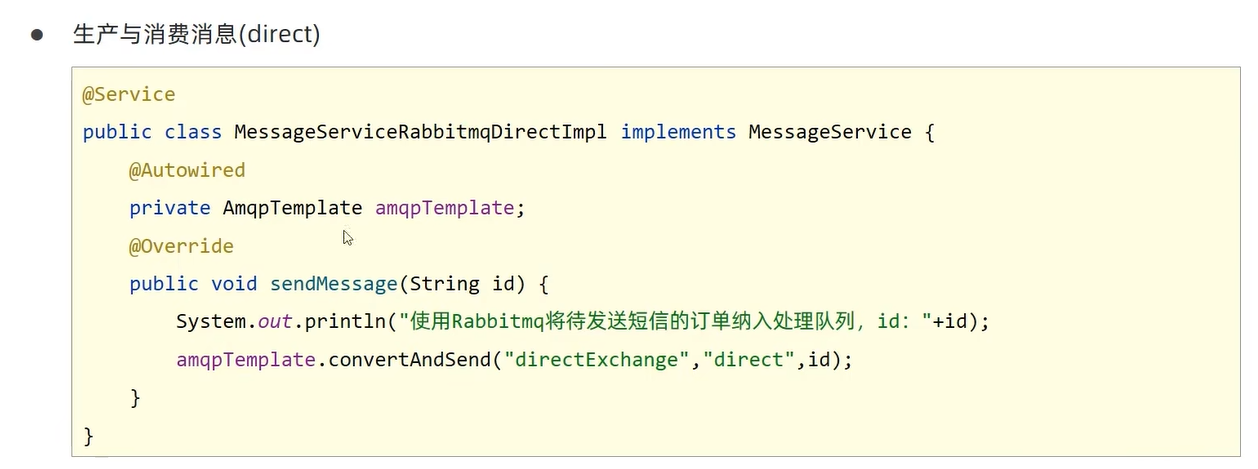 ● 生产与消费消息(direct)
@Service
public class MessageServiceRabbitmqDirectImpl implements MessageService {
    @Autowired
    private AmqpTemplate amqpTemplate;
    @Override
    public void sendMessage(String id) {
        System.out.println("使用Rabbitmq将待发送短信的订单纳入处理队列，id："+id);
        amqpTemplate.convertAndSend("directExchange","direct",id);
    }
}